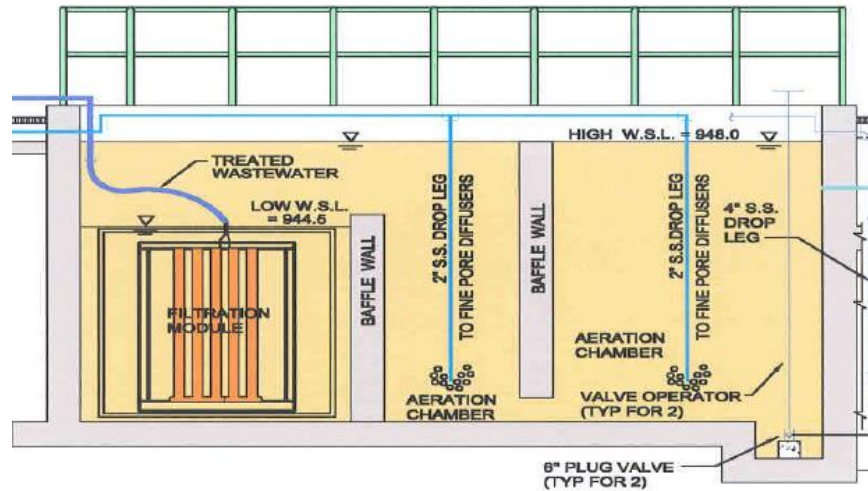 HIGH W.S.L. = 948.0
TREATED
WASTEWATER
LOW W.S.L.
= 944.5
FILTRATION
MODULE
BAFFLE WALL
2" S.S.DROP LEG
TO FINE PORE DIFFUSERS
AERATION
CHAMBER
BAFFLE WALL
2" S.S.DROP LEG
TO FINE PORE DIFFUSERS
4" S.S.
DROP
LEG
AERATION
CHAMBER
VALVE OPERATOR
(TYP FOR 2)
6" PLUG VALVE
(TYP FOR 2)